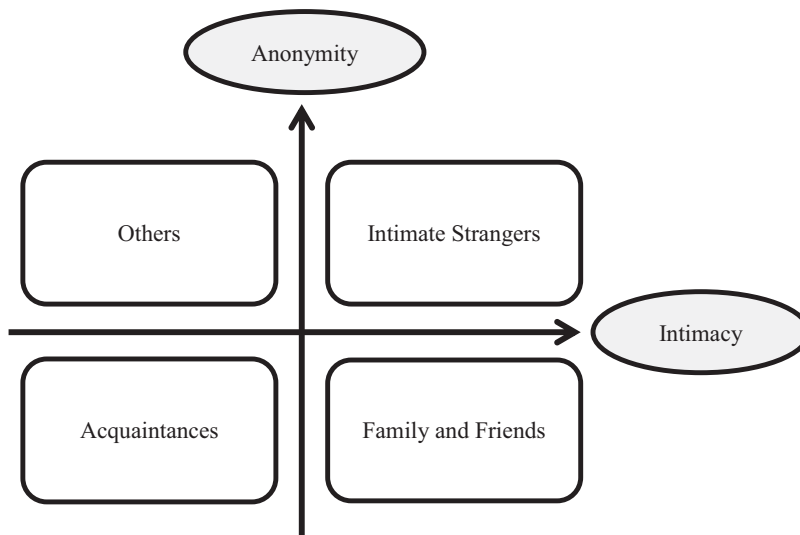 Anonymity
Others
Intimate Strangers
Intimacy
Acquaintances
Family and Friends